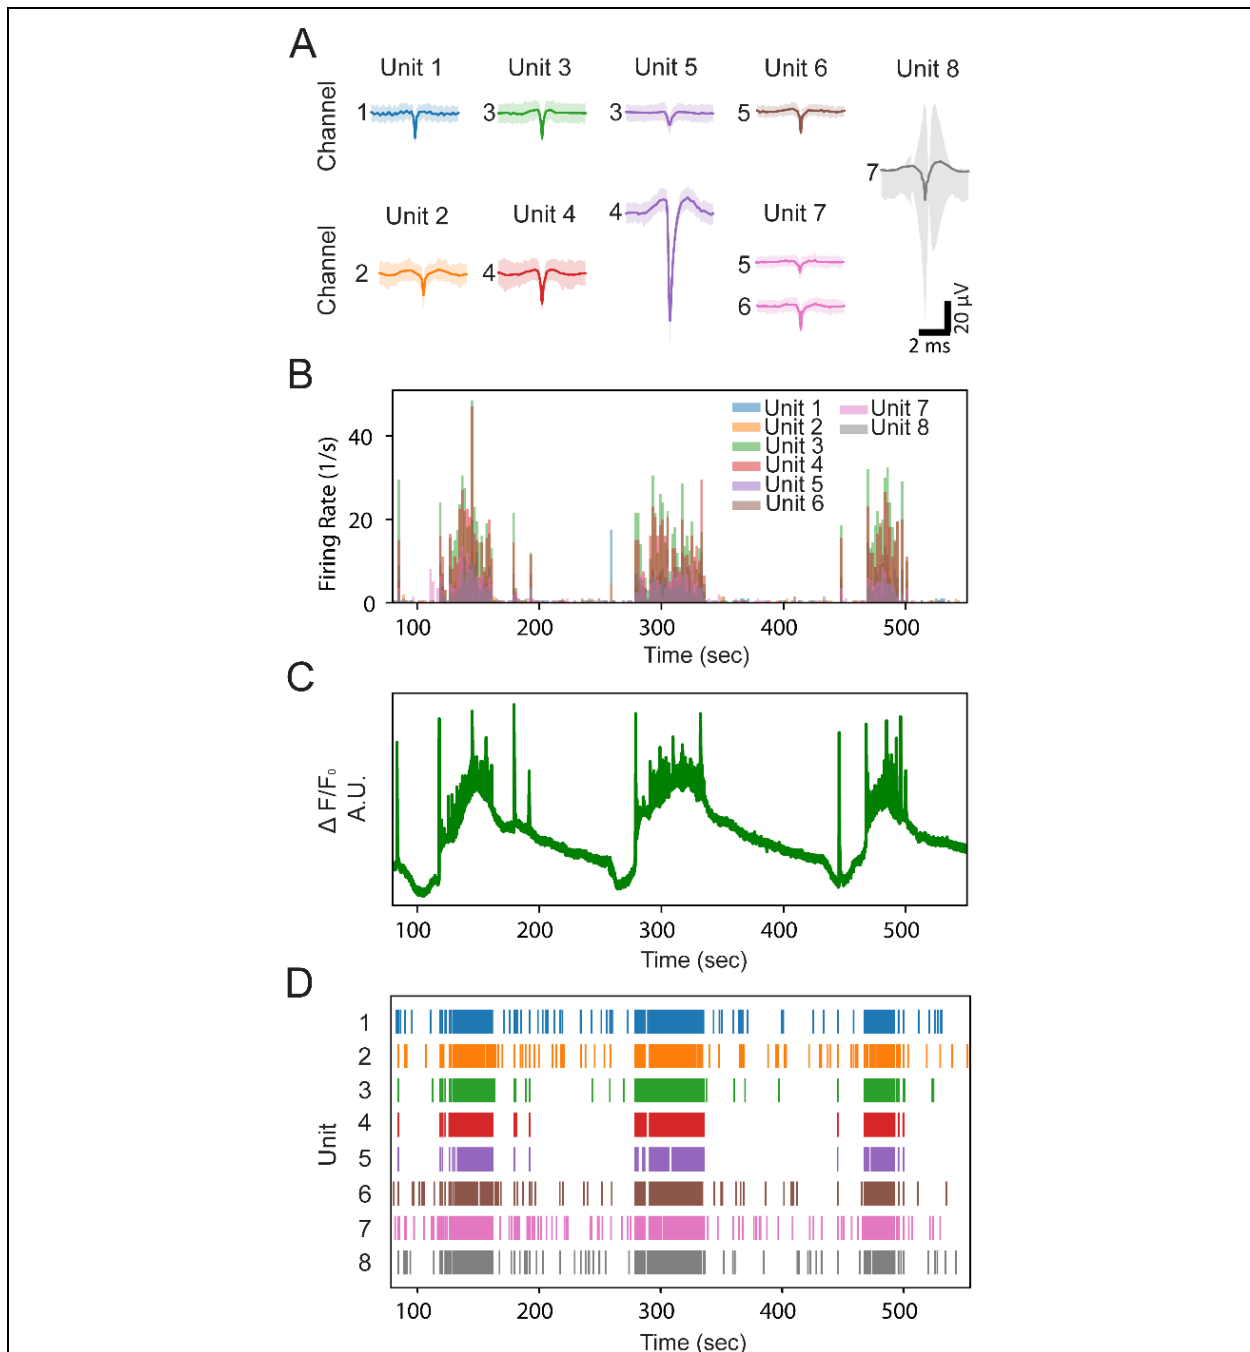 A
Unit 1 Unit 3 Unit 5 Unit 6 Unit 8
Channel
1 3 3 5
7
Unit 2 Unit 4 4 Unit 7
Channel
2 4 5
6
20 µV
2 ms
B
Firing Rate (1/s)
40
20
0
Unit 1 Unit 7
Unit 2 Unit 8
Unit 3
Unit 4
Unit 5
Unit 6
100 200 300 400 500
Time (sec)
C
Δ F/F₀
A.U.
100 200 300 400 500
Time (sec)
D
Unit
1
2
3
4
5
6
7
8
100 200 300 400 500
Time (sec)